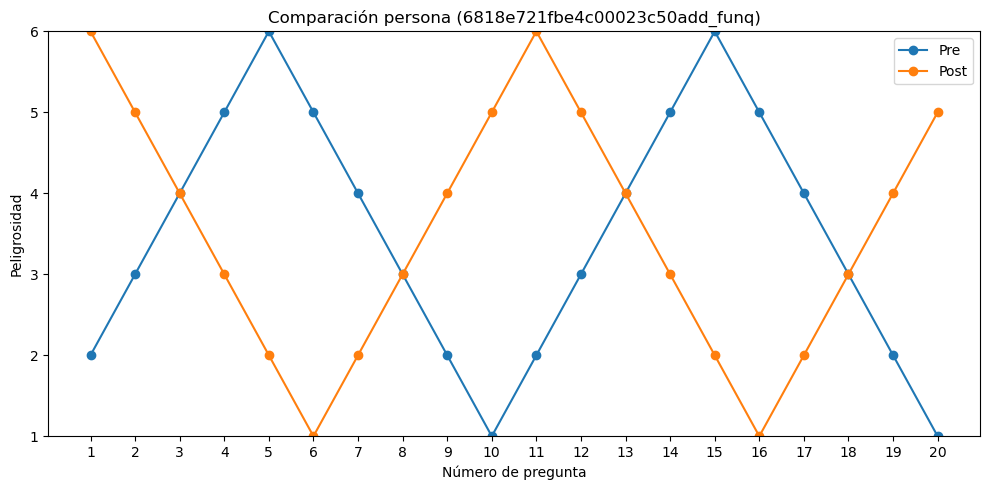 Comparación persona (6818e721fbe4c00023c50add_funq)
Pre
Post
Peligrosidad
6
5
4
3
2
1
1 2 3 4 5 6 7 8 9 10 11 12 13 14 15 16 17 18 19 20
Número de pregunta